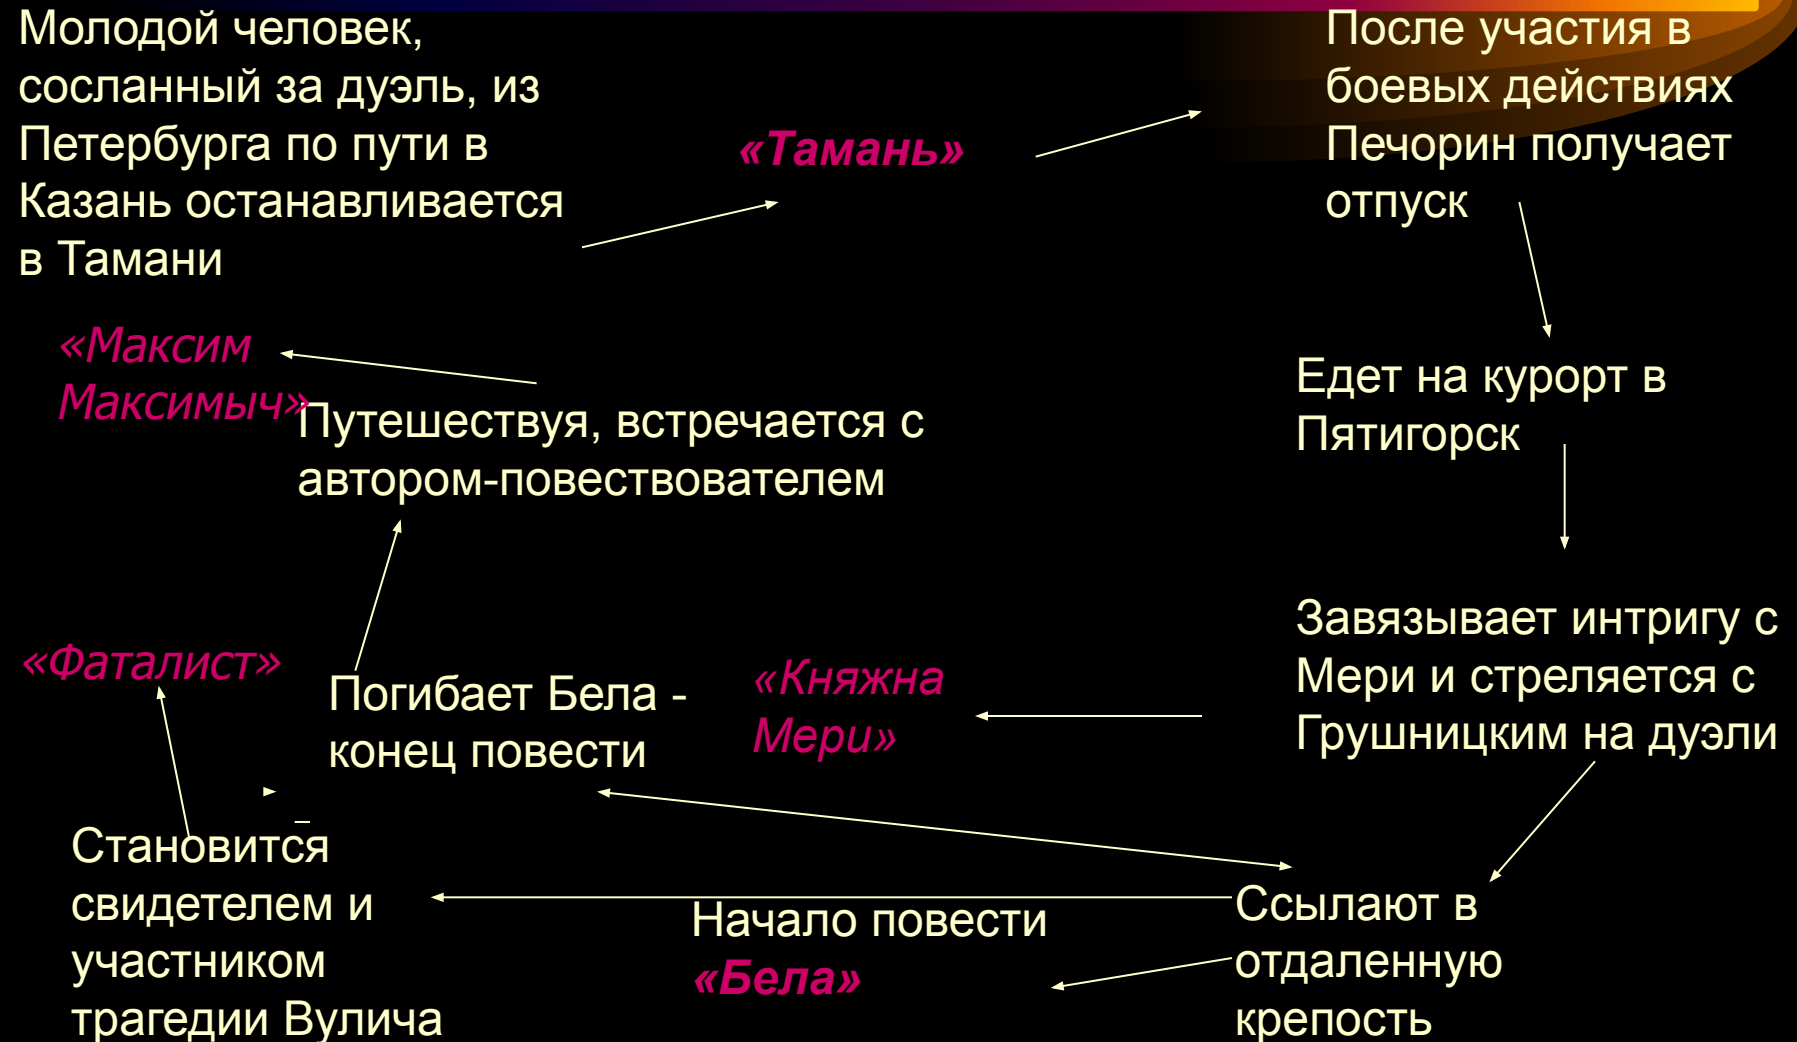 Молодой человек,
сосланный за дуэль, из
Петербурга по пути в
Казань останавливается
в Тамани
«Тамань»
После участия в
боевых действиях
Печорин получает
отпуск
«Максим
Максимыч»
Путешествуя, встречается с
автором-повествователем
Едет на курорт в
Пятигорск
«Фаталист»
Погибает Бела -
конец повести
«Княжна
Мери»
Завязывает интригу с
Мери и стреляется с
Грушницким на дуэли
Становится
свидетелем и
участником
трагедии Вулича
Начало повести
«Бела»
Ссылают в
отдаленную
крепость